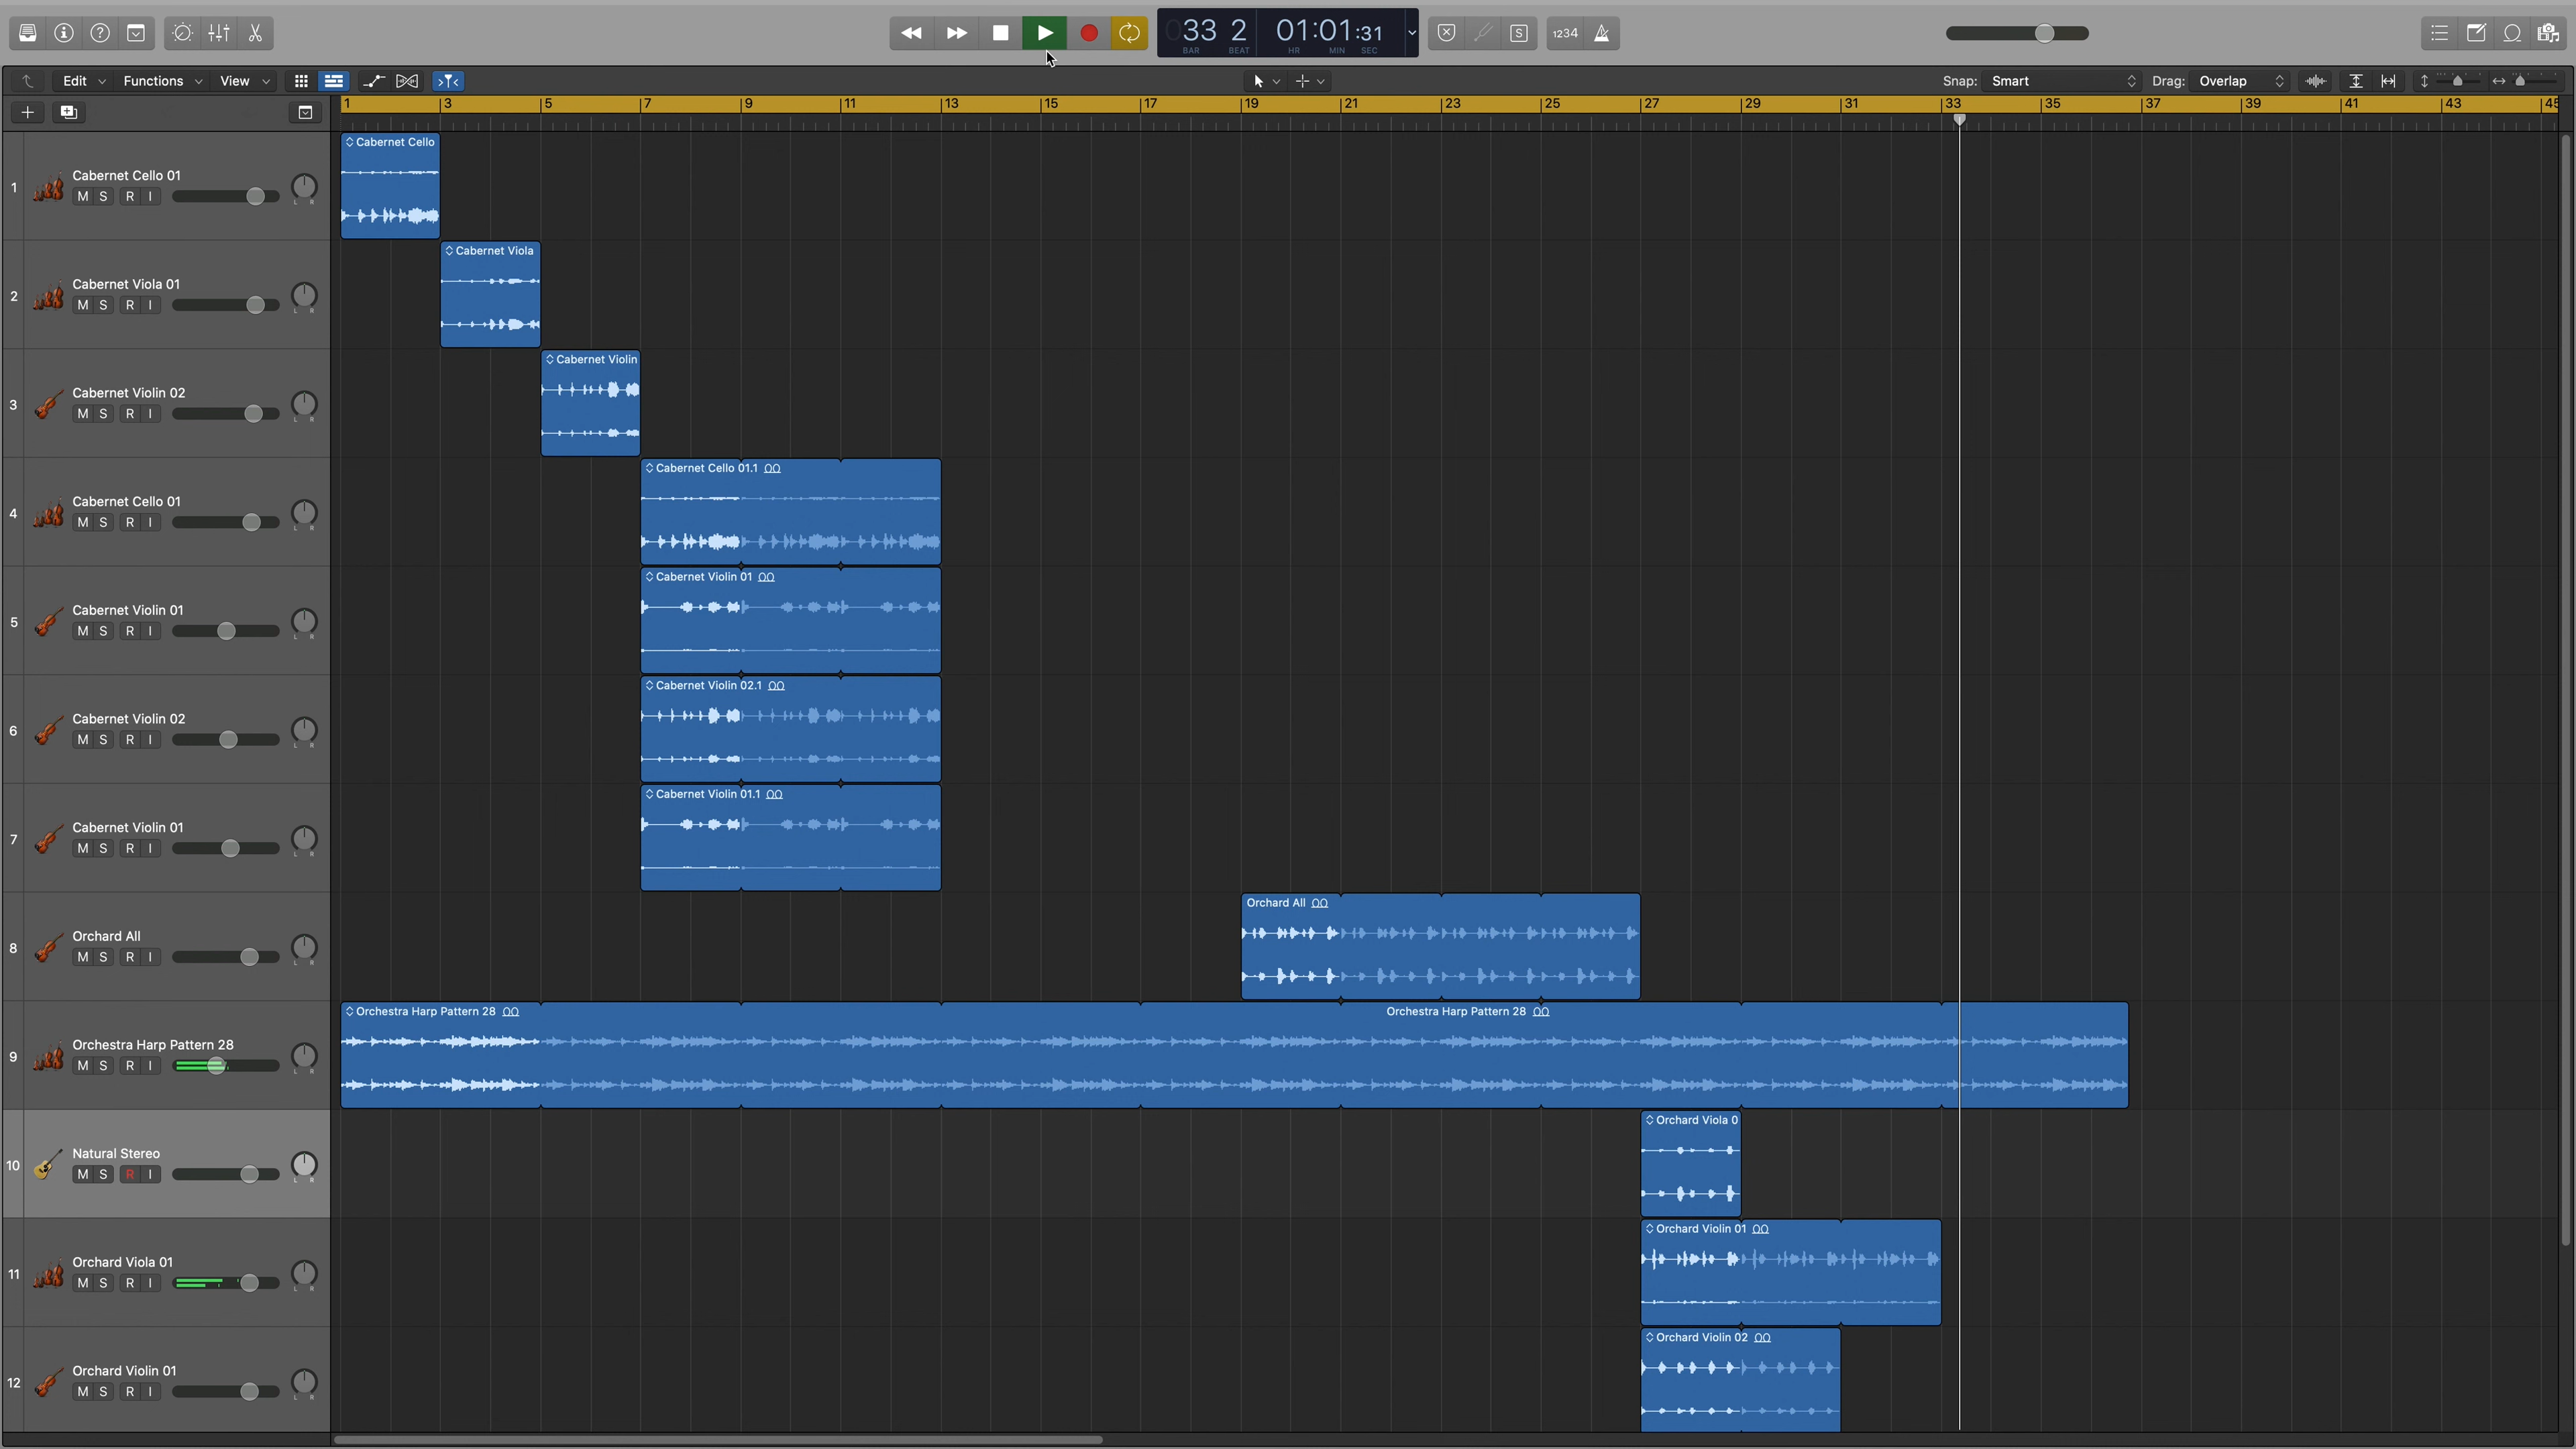 033 2 01:01:31
BAR BEAT HR MIN SEC
S 1234
Edit Functions View Snap: Smart Drag: Overlap
1 3 5 7 9 11 13 15 17 19 21 23 25 27 29 31 33 35 37 39 41 43 45
Cabernet Cello
1 Cabernet Cello 01
M S R I L R
Cabernet Viola
2 Cabernet Viola 01
M S R I L R
Cabernet Violin
3 Cabernet Violin 02
M S R I L R
Cabernet Cello 01.1
4 Cabernet Cello 01
M S R I L R
Cabernet Violin 01
5 Cabernet Violin 01
M S R I L R
Cabernet Violin 02.1
6 Cabernet Violin 02
M S R I L R
Cabernet Violin 01.1
7 Cabernet Violin 01
M S R I L R
Orchard All
8 Orchard All
M S R I L R
Orchestra Harp Pattern 28 Orchestra Harp Pattern 28
9 Orchestra Harp Pattern 28
M S R I L R
Orchard Viola 0
10 Natural Stereo
M S R I L R
Orchard Violin 01
11 Orchard Viola 01
M S R I L R
Orchard Violin 02
12 Orchard Violin 01
M S R I L R